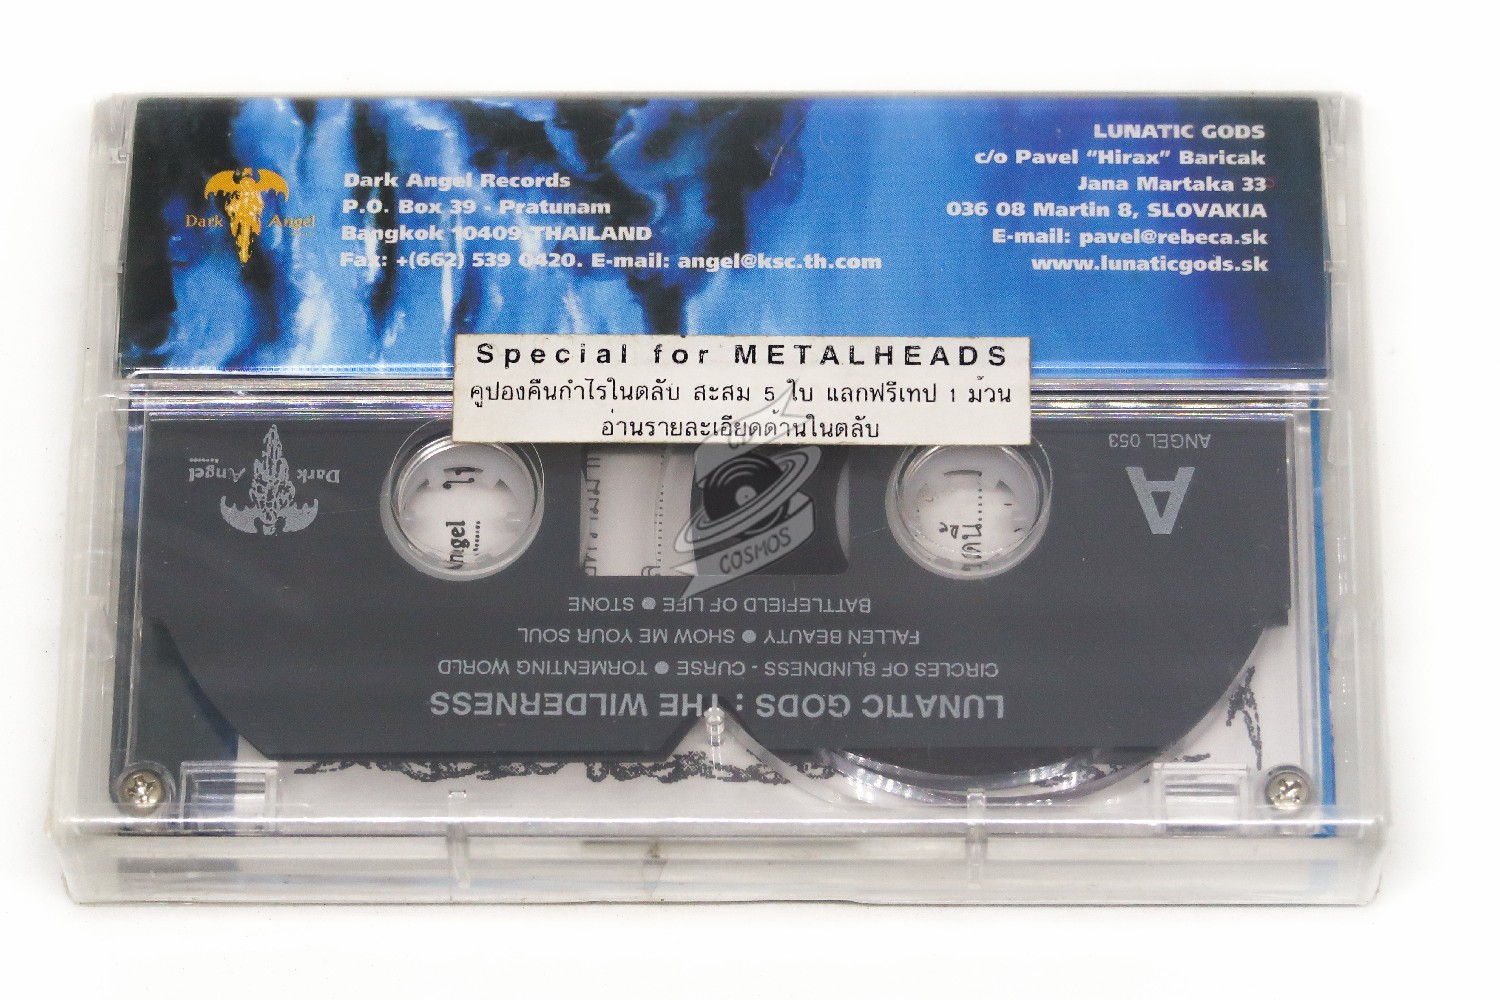 LUNATIC GODS
c/o Pavel "Hirax" Baricak
Jana Martaka 33
036 08 Martin 8, SLOVAKIA
E-mail: pavel@rebeca.sk
www.lunaticgods.sk
Dark Angel
Dark Angel Records
P.O. Box 39 - Pratunam
Bangkok 10409 THAILAND
Fax: +(662) 539 0420. E-mail: angel@ksc.th.com
Special for METALHEADS
คูปองคืนกำไรในตลับ สะสม 5 ใบ แลกฟรีเทป 1 ม้วน
อ่านรายละเอียดด้านในตลับ
Dark Angel
ANGEL 053
A
CD
COSMOS
BATTLEFIELD OF LIFE ● STONE
FALLEN BEAUTY ● SHOW ME YOUR SOUL
CIRCLES OF BLINDNESS - CURSE ● TORMENTING WORLD
LUNATIC GODS : THE WILDERNESS